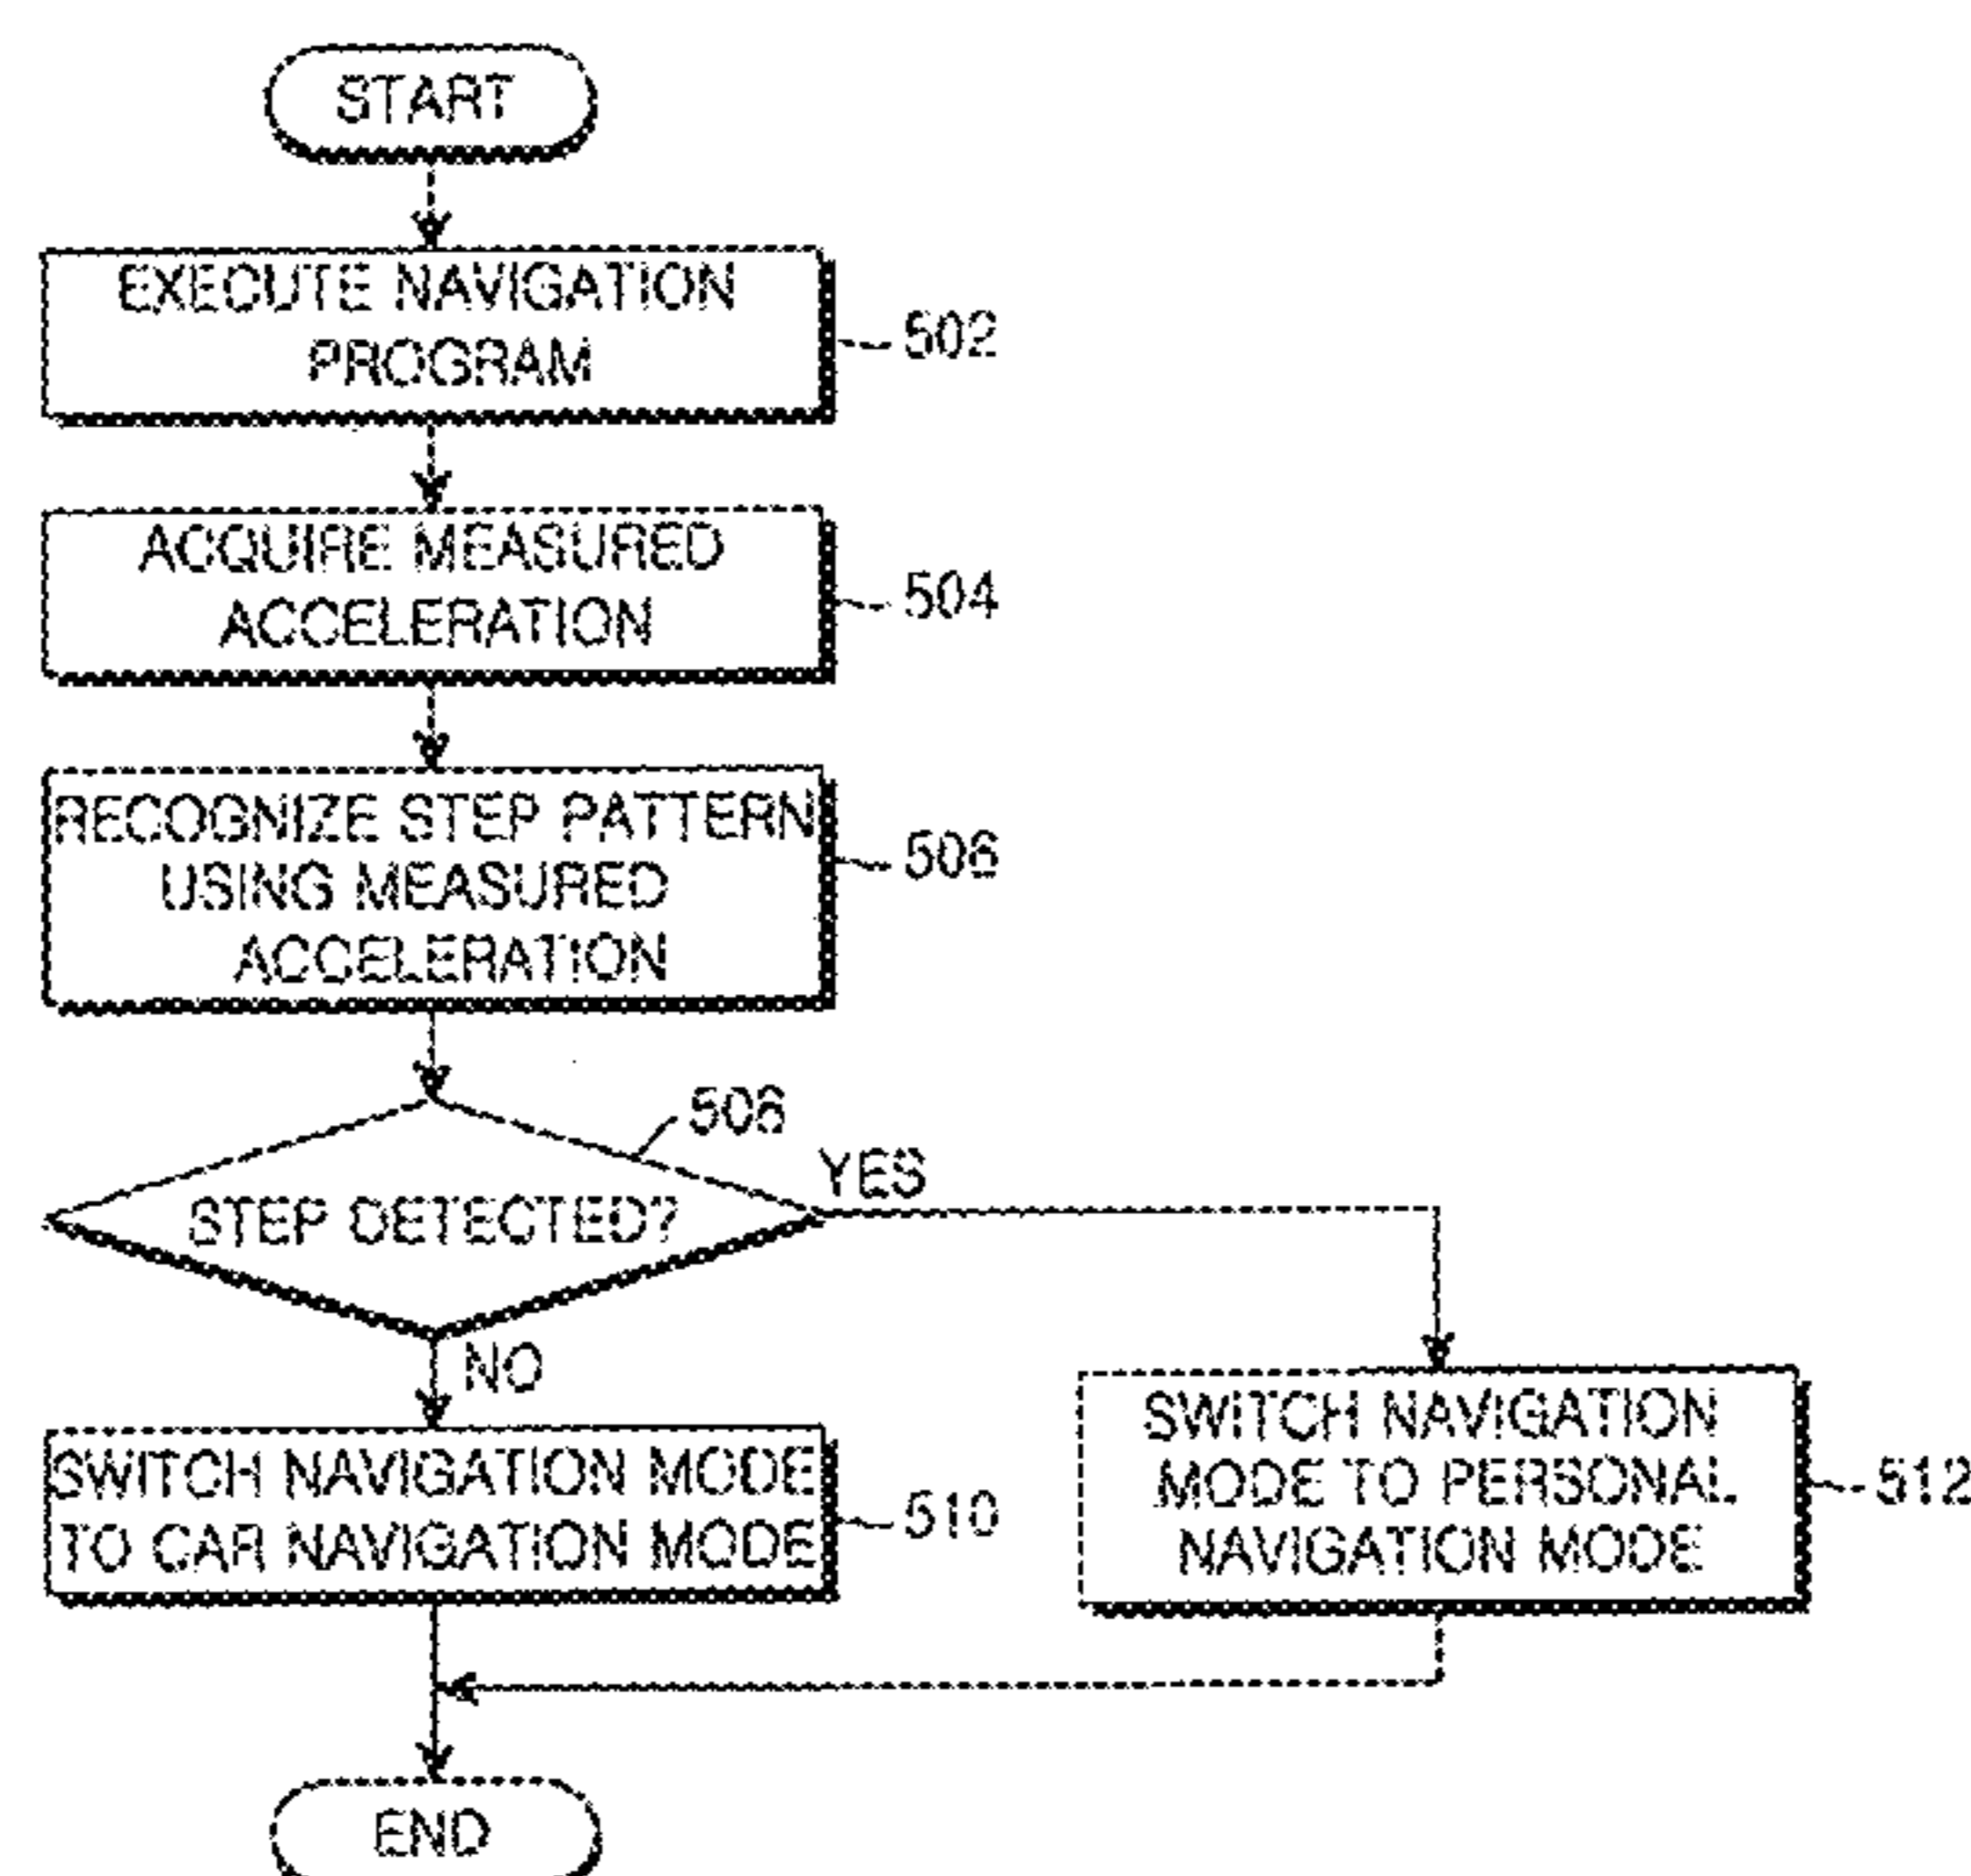 START
EXECUTE NAVIGATION
PROGRAM
502
ACQUIRE MEASURED
ACCELERATION
504
RECOGNIZE STEP PATTERN
USING MEASURED
ACCELERATION
506
508
STEP DETECTED?
YES
NO
SWITCH NAVIGATION MODE
TO CAR NAVIGATION MODE
510
SWITCH NAVIGATION
MODE TO PERSONAL
NAVIGATION MODE
512
END